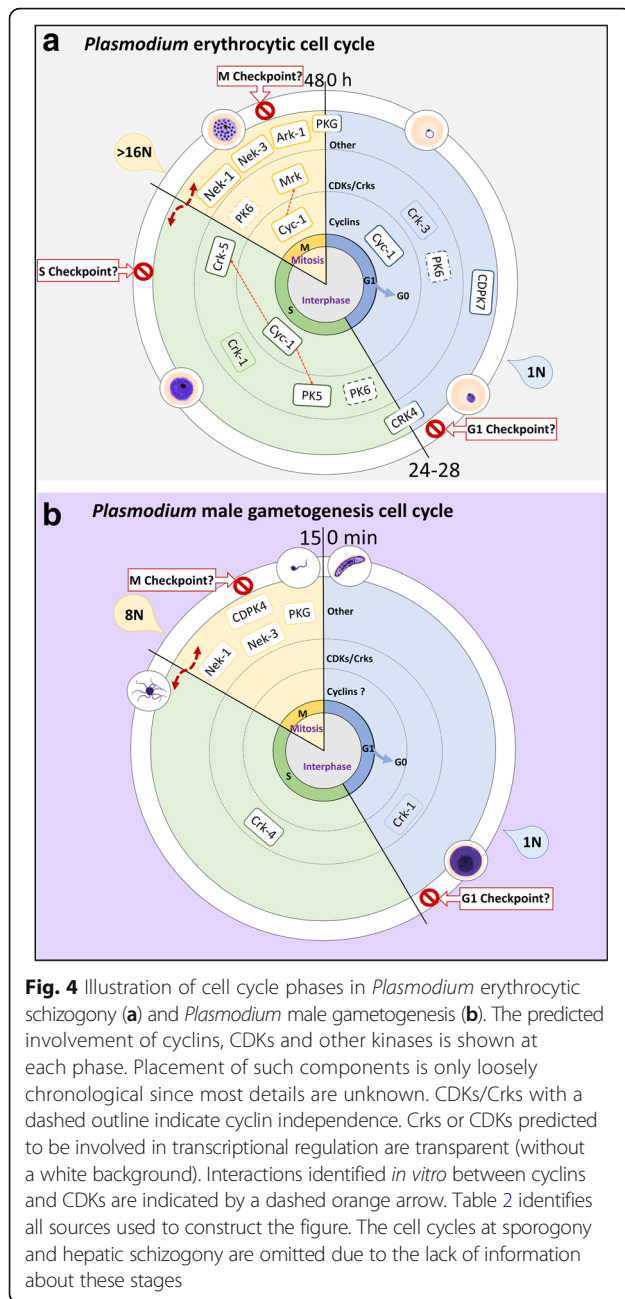 a Plasmodium erythrocytic cell cycle
M Checkpoint?
48 0 h
PKG
Ark-1
Nek-3
Nek-1
>16N
Other
Mrk
CDKs/Crks
PK6
Cyc-1
Cyclins
Crk-3
Cyc-1
Crk-5
M
Mitosis
PK6
CDPK7
S Checkpoint?
G1
G0
S
Interphase
Cyc-1
Crk-1
1N
PK5
PK6
CRK4
G1 Checkpoint?
24-28
b Plasmodium male gametogenesis cell cycle
15 0 min
M Checkpoint?
CDPK4
PKG
Other
8N
Nek-3
Nek-1
CDKs/Crks
Cyclins ?
M
Mitosis
G1
G0
S
Interphase
Crk-1
Crk-4
1N
G1 Checkpoint?
Fig. 4 Illustration of cell cycle phases in Plasmodium erythrocytic
schizogony (a) and Plasmodium male gametogenesis (b). The predicted
involvement of cyclins, CDKs and other kinases is shown at
each phase. Placement of such components is only loosely
chronological since most details are unknown. CDKs/Crks with a
dashed outline indicate cyclin independence. Crks or CDKs predicted
to be involved in transcriptional regulation are transparent (without
a white background). Interactions identified in vitro between cyclins
and CDKs are indicated by a dashed orange arrow. Table 2 identifies
all sources used to construct the figure. The cell cycles at sporogony
and hepatic schizogony are omitted due to the lack of information
about these stages